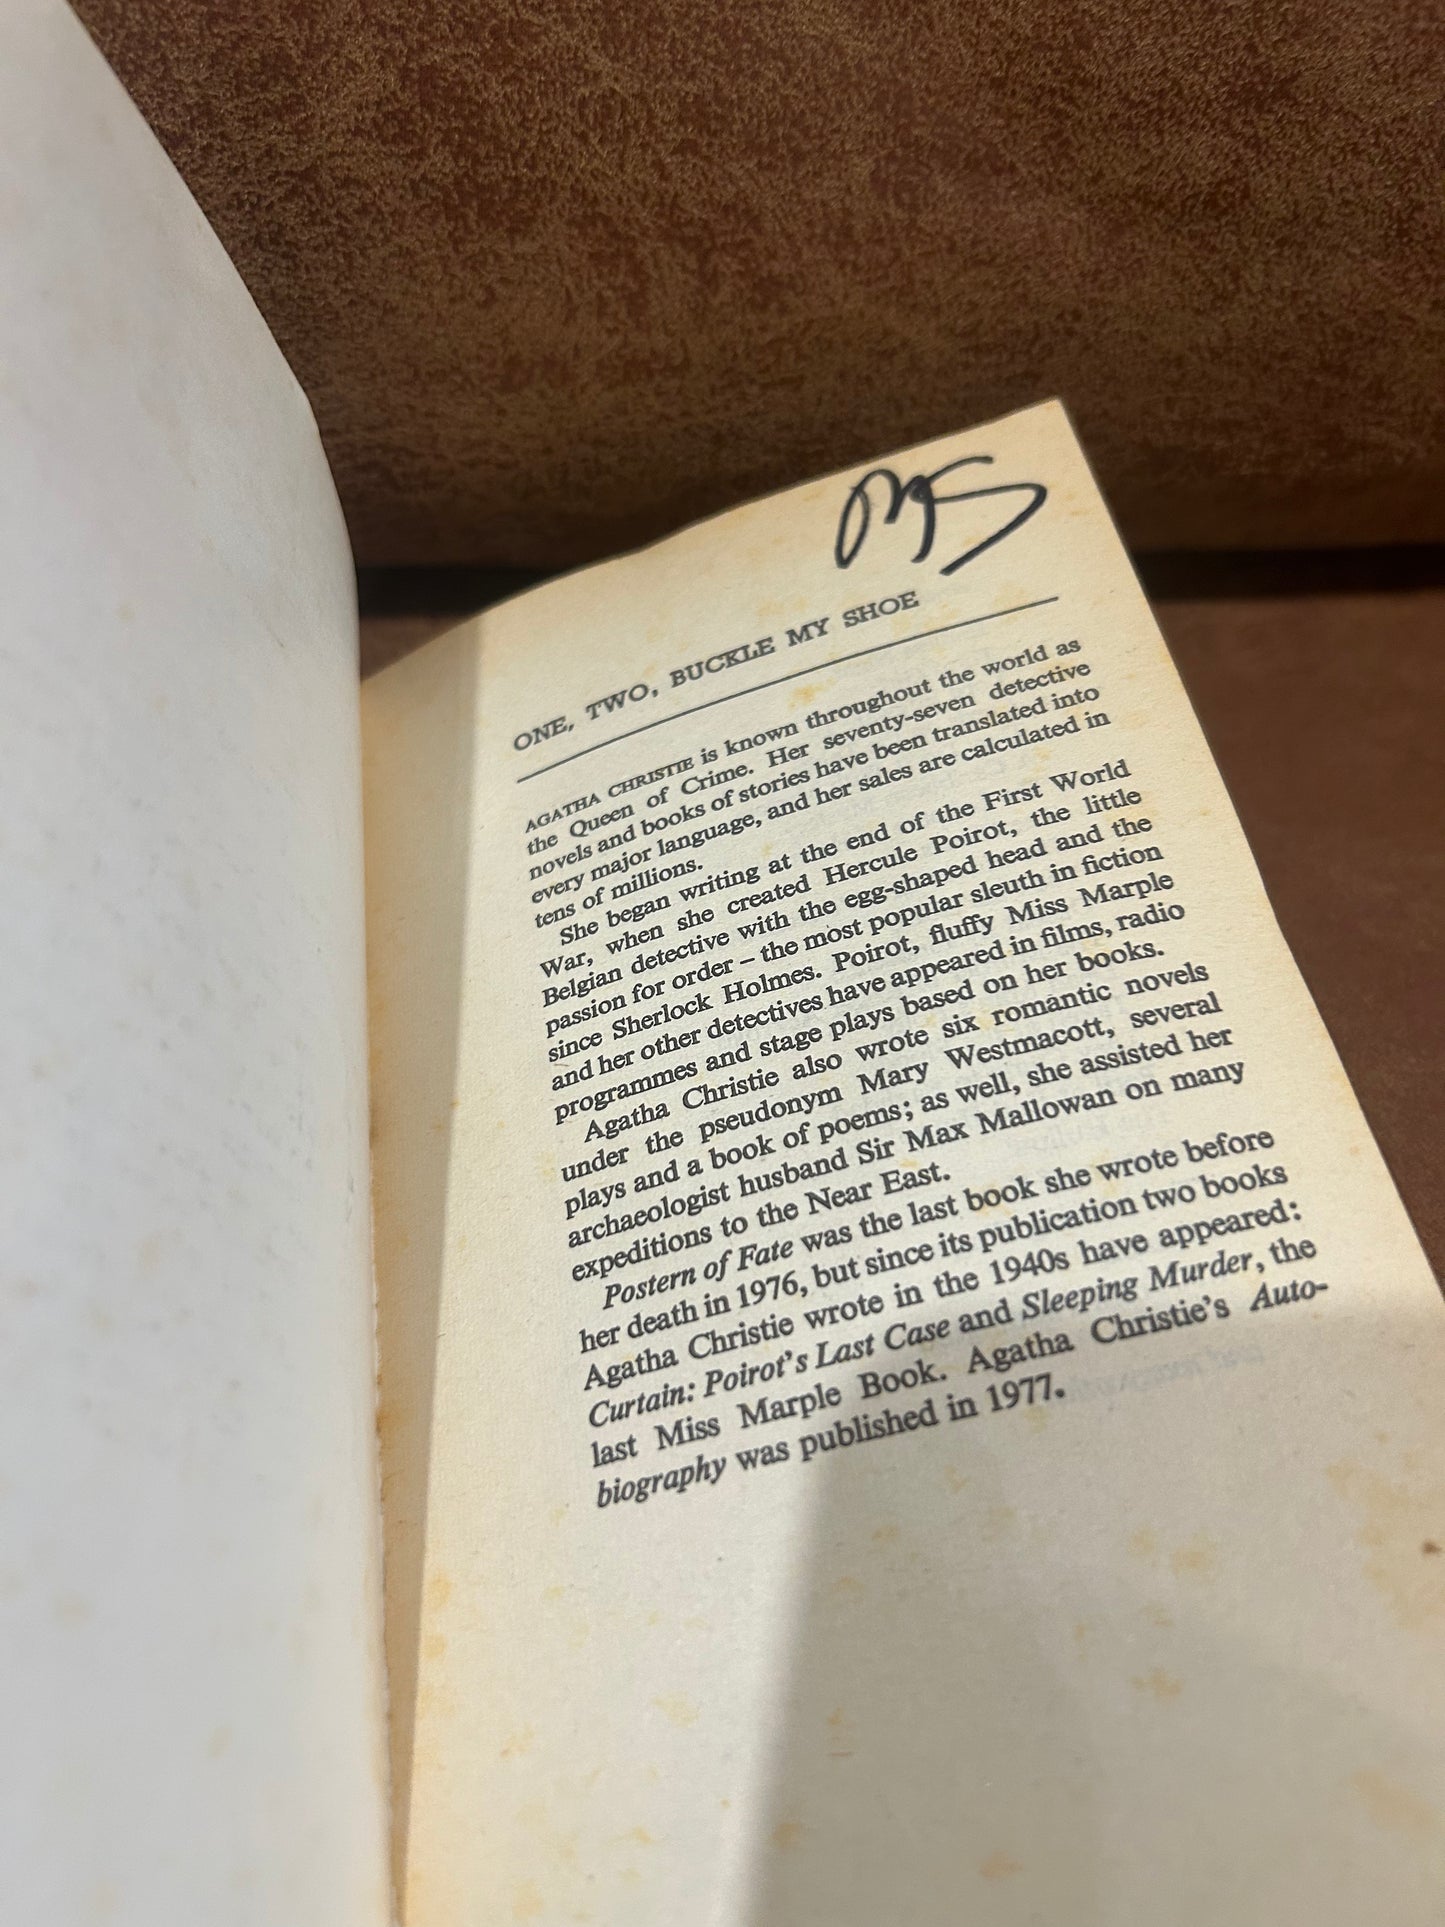 ONE, TWO, BUCKLE MY SHOE
AGATHA CHRISTIE is known throughout the world as
the Queen of Crime. Her seventy-seven detective
novels and books of stories have been translated into
every major language, and her sales are calculated in
tens of millions.
She began writing at the end of the First World
War, when she created Hercule Poirot, the little
Belgian detective with the egg-shaped head and the
passion for order – the most popular sleuth in fiction
since Sherlock Holmes. Poirot, fluffy Miss Marple
and her other detectives have appeared in films, radio
programmes and stage plays based on her books.
Agatha Christie also wrote six romantic novels
under the pseudonym Mary Westmacott, several
plays and a book of poems; as well, she assisted her
archaeologist husband Sir Max Mallowan on many
expeditions to the Near East.
Postern of Fate was the last book she wrote before
her death in 1976, but since its publication two books
Agatha Christie wrote in the 1940s have appeared:
Curtain: Poirot's Last Case and Sleeping Murder, the
last Miss Marple Book. Agatha Christie's Auto-
biography was published in 1977.